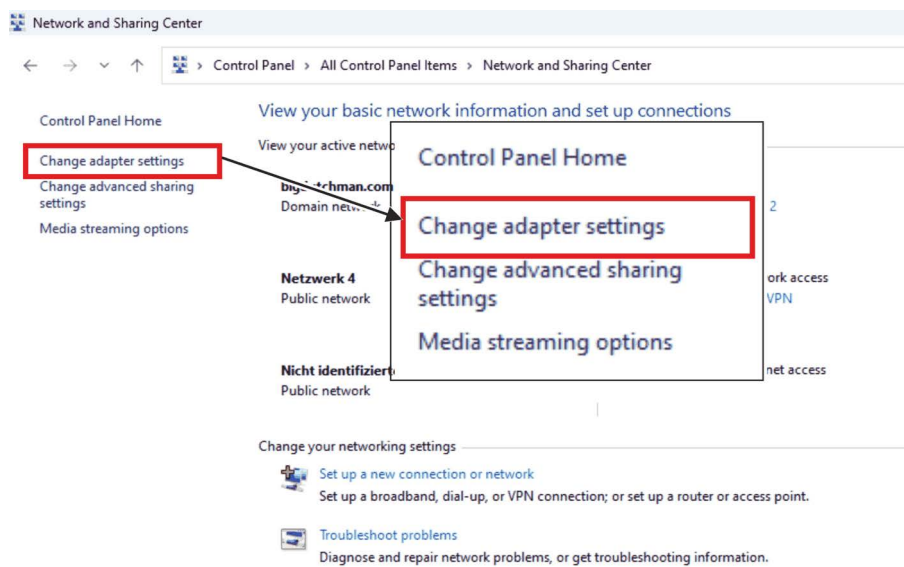 Network and Sharing Center
Control Panel > All Control Panel Items > Network and Sharing Center
Control Panel Home
Change adapter settings
Change advanced sharing
settings
Media streaming options
View your basic network information and set up connections
View your active netwo
Domain
2
Netzwerk 4
Public network
ork access
VPN
Nicht identifiziert
Public network
net access
Control Panel Home
Change adapter settings
Change advanced sharing
settings
Media streaming options
Change your networking settings
Set up a new connection or network
Set up a broadband, dial-up, or VPN connection; or set up a router or access point.
Troubleshoot problems
Diagnose and repair network problems, or get troubleshooting information.